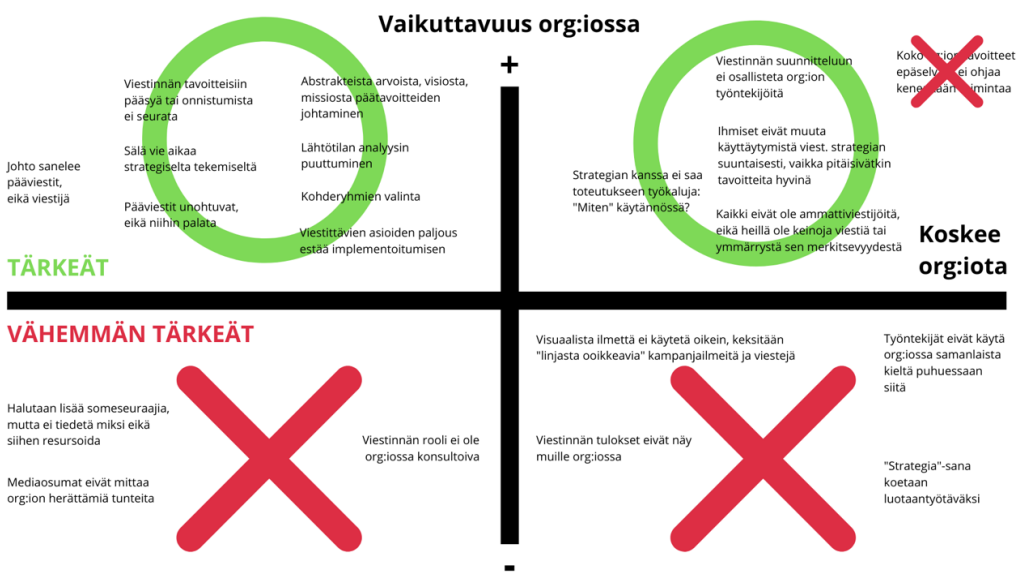 Vaikuttavuus org:iossa
+
Viestinnän tavoitteisiin
pääsyä tai onnistumista
ei seurata
Abstrakteista arvoista, visiosta,
missiosta päätavoitteiden
johtaminen
Sälä vie aikaa
strategiselta tekemiseltä
Lähtötilan analyysin
puuttuminen
Johto sanelee
pääviestit,
eikä viestijä
Kohderyhmien valinta
Pääviestit unohtuvat,
eikä niihin palata
Viestittävien asioiden paljous
estää implementoitumisen
TÄRKEÄT
Viestinnän suunnitteluun
ei osallisteta org:ion
työntekijöitä
Koko tavoitteet
ei ohjaa
Ihmiset eivät muuta
käyttäytymistä viest. strategian
suuntaisesti, vaikka pitäisivätkin
tavoitteita hyvinä
Strategian kanssa ei saa
toteutukseen työkaluja:
"Miten" käytännössä?
Kaikki eivät ole ammattiviestijöitä,
eikä heillä ole keinoja viestiä tai
ymmärrystä sen merkitsevyydestä
Koskee
org:iota
VÄHEMMÄN TÄRKEÄT
Halutaan lisää someseuraajia,
mutta ei tiedetä miksi eikä
siihen resursoida
Viestinnän rooli ei ole
org:iossa konsultoiva
Mediaosumat eivät mittaa
org:ion herättämiä tunteita
Visuaalista ilmettä ei käytetä oikein, keksitään
"linjasta ooikkeavia" kampanjailmeitä ja viestejä
Työntekijät eivät käytä
org:iossa samanlaista
kieltä puhuessaan
siitä
Viestinnän tulokset eivät näy
muille org:iossa
"Strategia"-sana
koetaan
luotaantyötäväksi
-